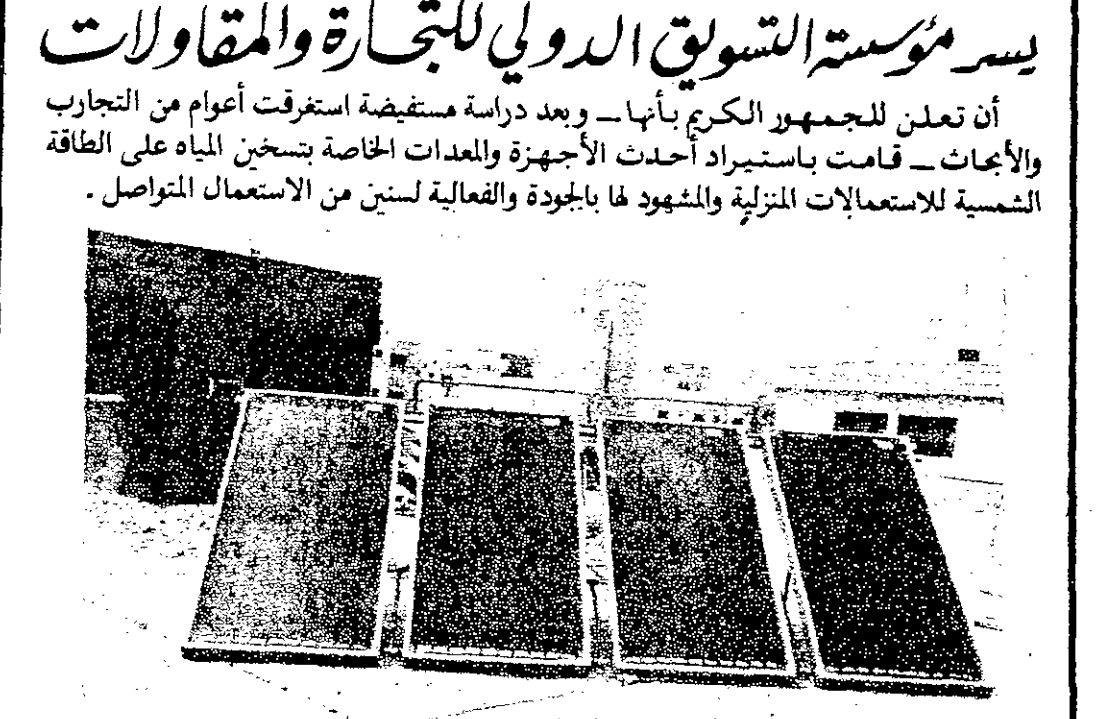 يسر مؤسسة التسويق الدولي للتجارة والمقاولات
أن تعلن للجمهور الكريم بأنها ــ وبعد دراسة مستفيضة استغرقت أعوام من التجارب
والأبحاث ــ قامت باستيراد أحدث الأجهزة والمعدات الخاصة بتسخين المياه على الطاقة
الشمسية للاستعمالات المنزلية والمشهود لها بالجودة والفعالية لسنين من الاستعمال المتواصل .